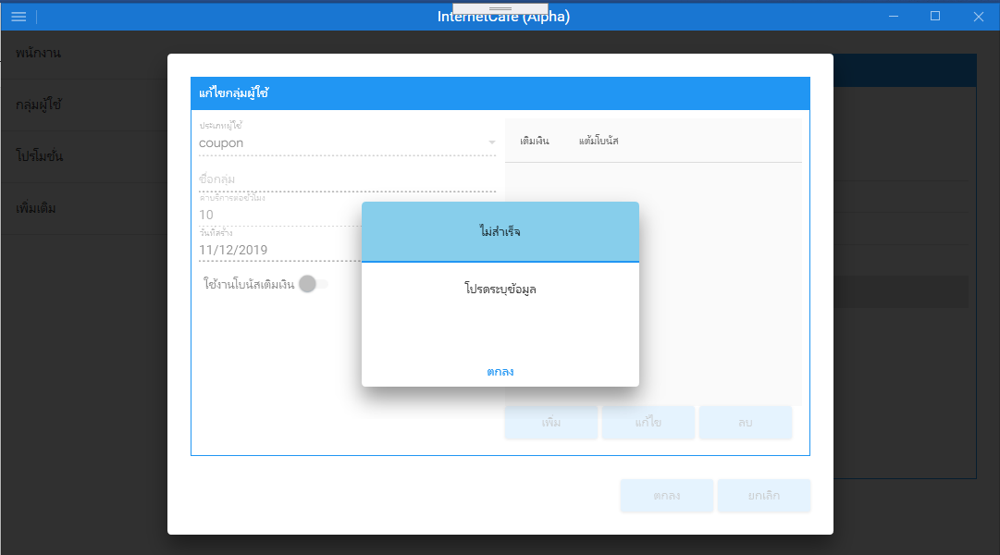 InternetCafe (Alpha)
พนักงาน
กลุ่มผู้ใช้
โปรโมชั่น
เพิ่มเติม
แก้ไขกลุ่มผู้ใช้
ประเภทผู้ใช้
coupon
ชื่อกลุ่ม
ค่าบริการต่อชั่วโมง
10
วันที่สร้าง
11/12/2019
ใช้งานโบนัสเติมเงิน
เติมเงิน แต้มโบนัส
ไม่สำเร็จ
โปรดระบุข้อมูล
ตกลง
เพิ่ม แก้ไข ลบ
ตกลง ยกเลิก